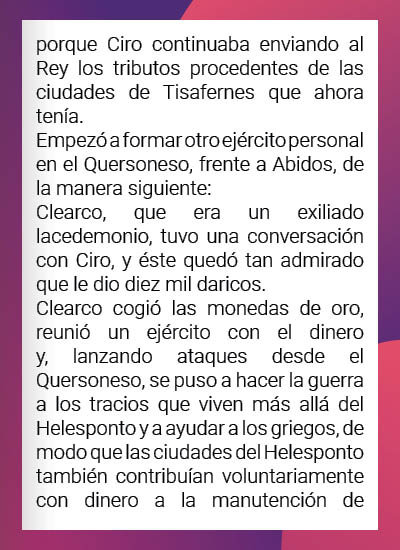 porque Ciro continuaba enviando al
Rey los tributos procedentes de las
ciudades de Tisafernes que ahora
tenía.
Empezó a formar otro ejército personal
en el Quersoneso, frente a Abidos, de
la manera siguiente:
Clearco, que era un exiliado
lacedemonio, tuvo una conversación
con Ciro, y éste quedó tan admirado
que le dio diez mil daricos.
Clearco cogió las monedas de oro,
reunió un ejército con el dinero
y, lanzando ataques desde el
Quersoneso, se puso a hacer la guerra
a los tracios que viven más allá del
Helesponto y a ayudar a los griegos, de
modo que las ciudades del Helesponto
también contribuían voluntariamente
con dinero a la manutención de